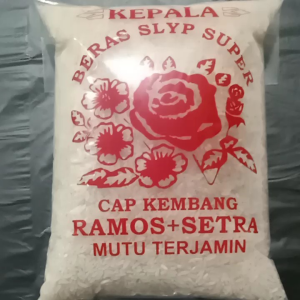 KEPALA
BERAS SLYP SUPER
CAP KEMBANG
RAMOS+SETRA
MUTU TERJAMIN